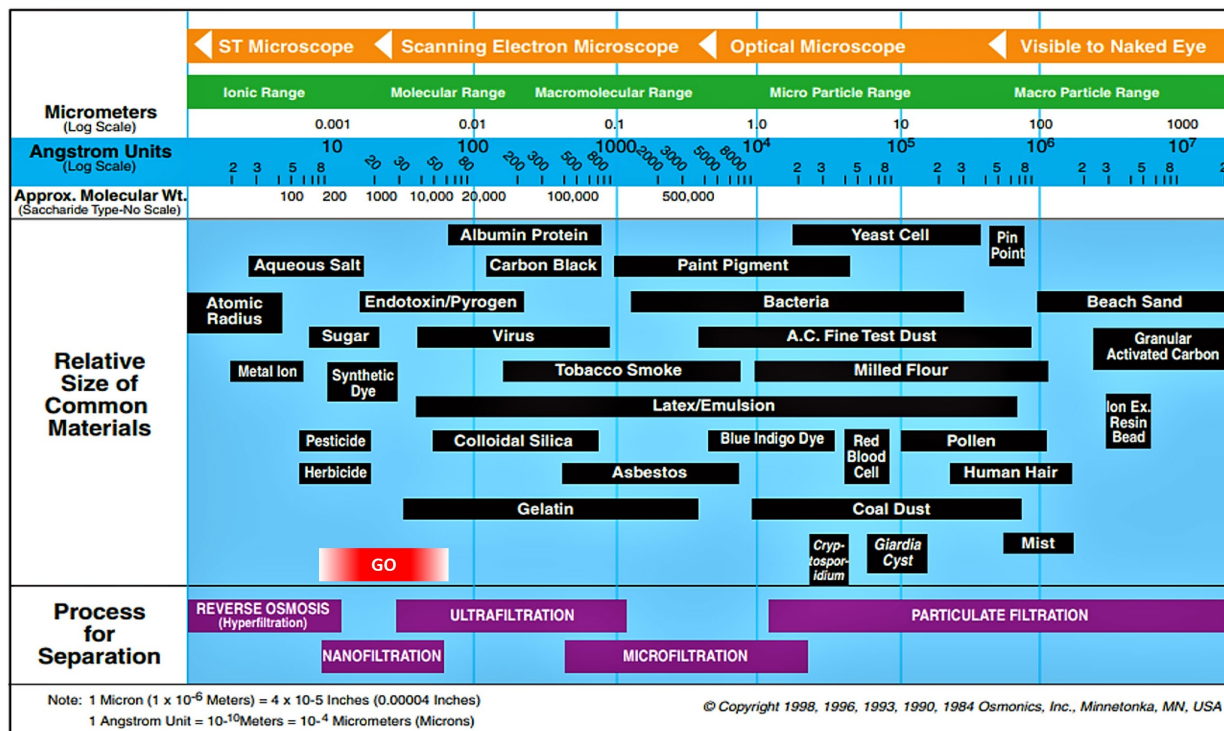 ST Microscope Scanning Electron Microscope Optical Microscope Visible to Naked Eye
Ionic Range Molecular Range Macromolecular Range Micro Particle Range Macro Particle Range
Micrometers
(Log Scale)
0.001 0.01 0.1 1.0 10 100 1000
Angstrom Units
(Log Scale)
10 100 1000 10⁴ 10⁵ 10⁶ 10⁷
2 3 5 8 20 30 50 80 200 300 500 800 2000 3000 5000 8000 2 3 5 8 2 3 5 8 2 3 5 8 2
Approx. Molecular Wt.
(Saccharide Type-No Scale)
100 200 1000 10,000 20,000 100,000 500,000
Relative
Size of
Common
Materials
Albumin Protein Yeast Cell Pin
Point
Aqueous Salt Carbon Black Paint Pigment
Atomic
Radius
Endotoxin/Pyrogen Bacteria Beach Sand
Sugar Virus A.C. Fine Test Dust Granular
Activated Carbon
Metal Ion Synthetic
Dye
Tobacco Smoke Milled Flour
Latex/Emulsion Ion Ex.
Resin
Bead
Pesticide Colloidal Silica Blue Indigo Dye Red
Blood
Cell
Pollen
Herbicide Asbestos Human Hair
Gelatin Coal Dust
Cryp-
tospor-
idium
Giardia
Cyst
Mist
GO
Process
for
Separation
REVERSE OSMOSIS
(Hyperfiltration)
ULTRAFILTRATION PARTICULATE FILTRATION
NANOFILTRATION MICROFILTRATION
Note: 1 Micron (1 x 10⁻⁶ Meters) = 4 x 10-5 Inches (0.00004 Inches)
1 Angstrom Unit = 10-¹⁰Meters = 10-⁴ Micrometers (Microns)
© Copyright 1998, 1996, 1993, 1990, 1984 Osmonics, Inc., Minnetonka, MN, USA